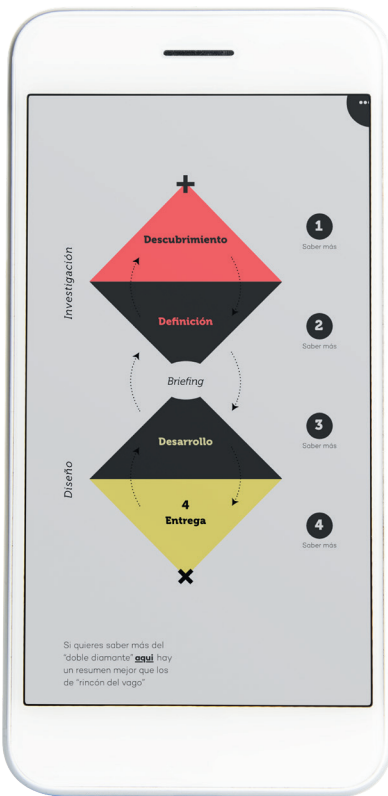 Descubrimiento
Investigación
Definición
Briefing
Desarrollo
Diseño
4
Entrega
1
Saber más
2
Saber más
3
Saber más
4
Saber más
Si quieres saber más del
"doble diamante" aquí hay
un resumen mejor que los
de "rincón del vago"